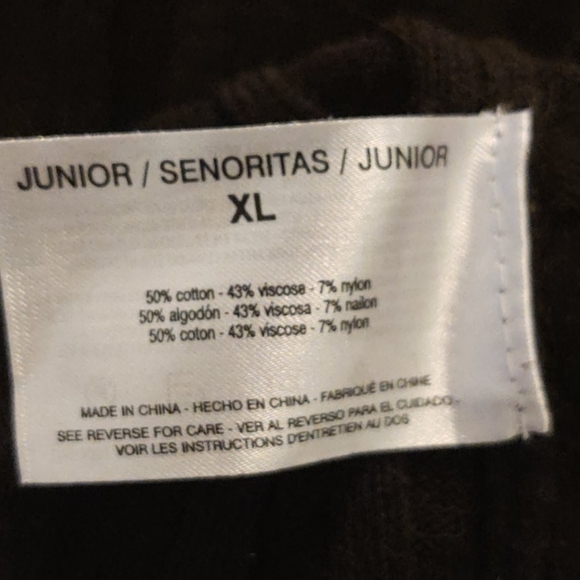 JUNIOR / SENORITAS / JUNIOR
XL
50% cotton - 43% viscose - 7% nylon
50% algodón - 43% viscosa - 7% nailon
50% coton - 43% viscose - 7% nylon
MADE IN CHINA - HECHO EN CHINA - FABRIQUÉ EN CHINE
SEE REVERSE FOR CARE - VER AL REVERSO PARA EL CUIDADO -
VOIR LES INSTRUCTIONS D'ENTRETIEN AU DOS